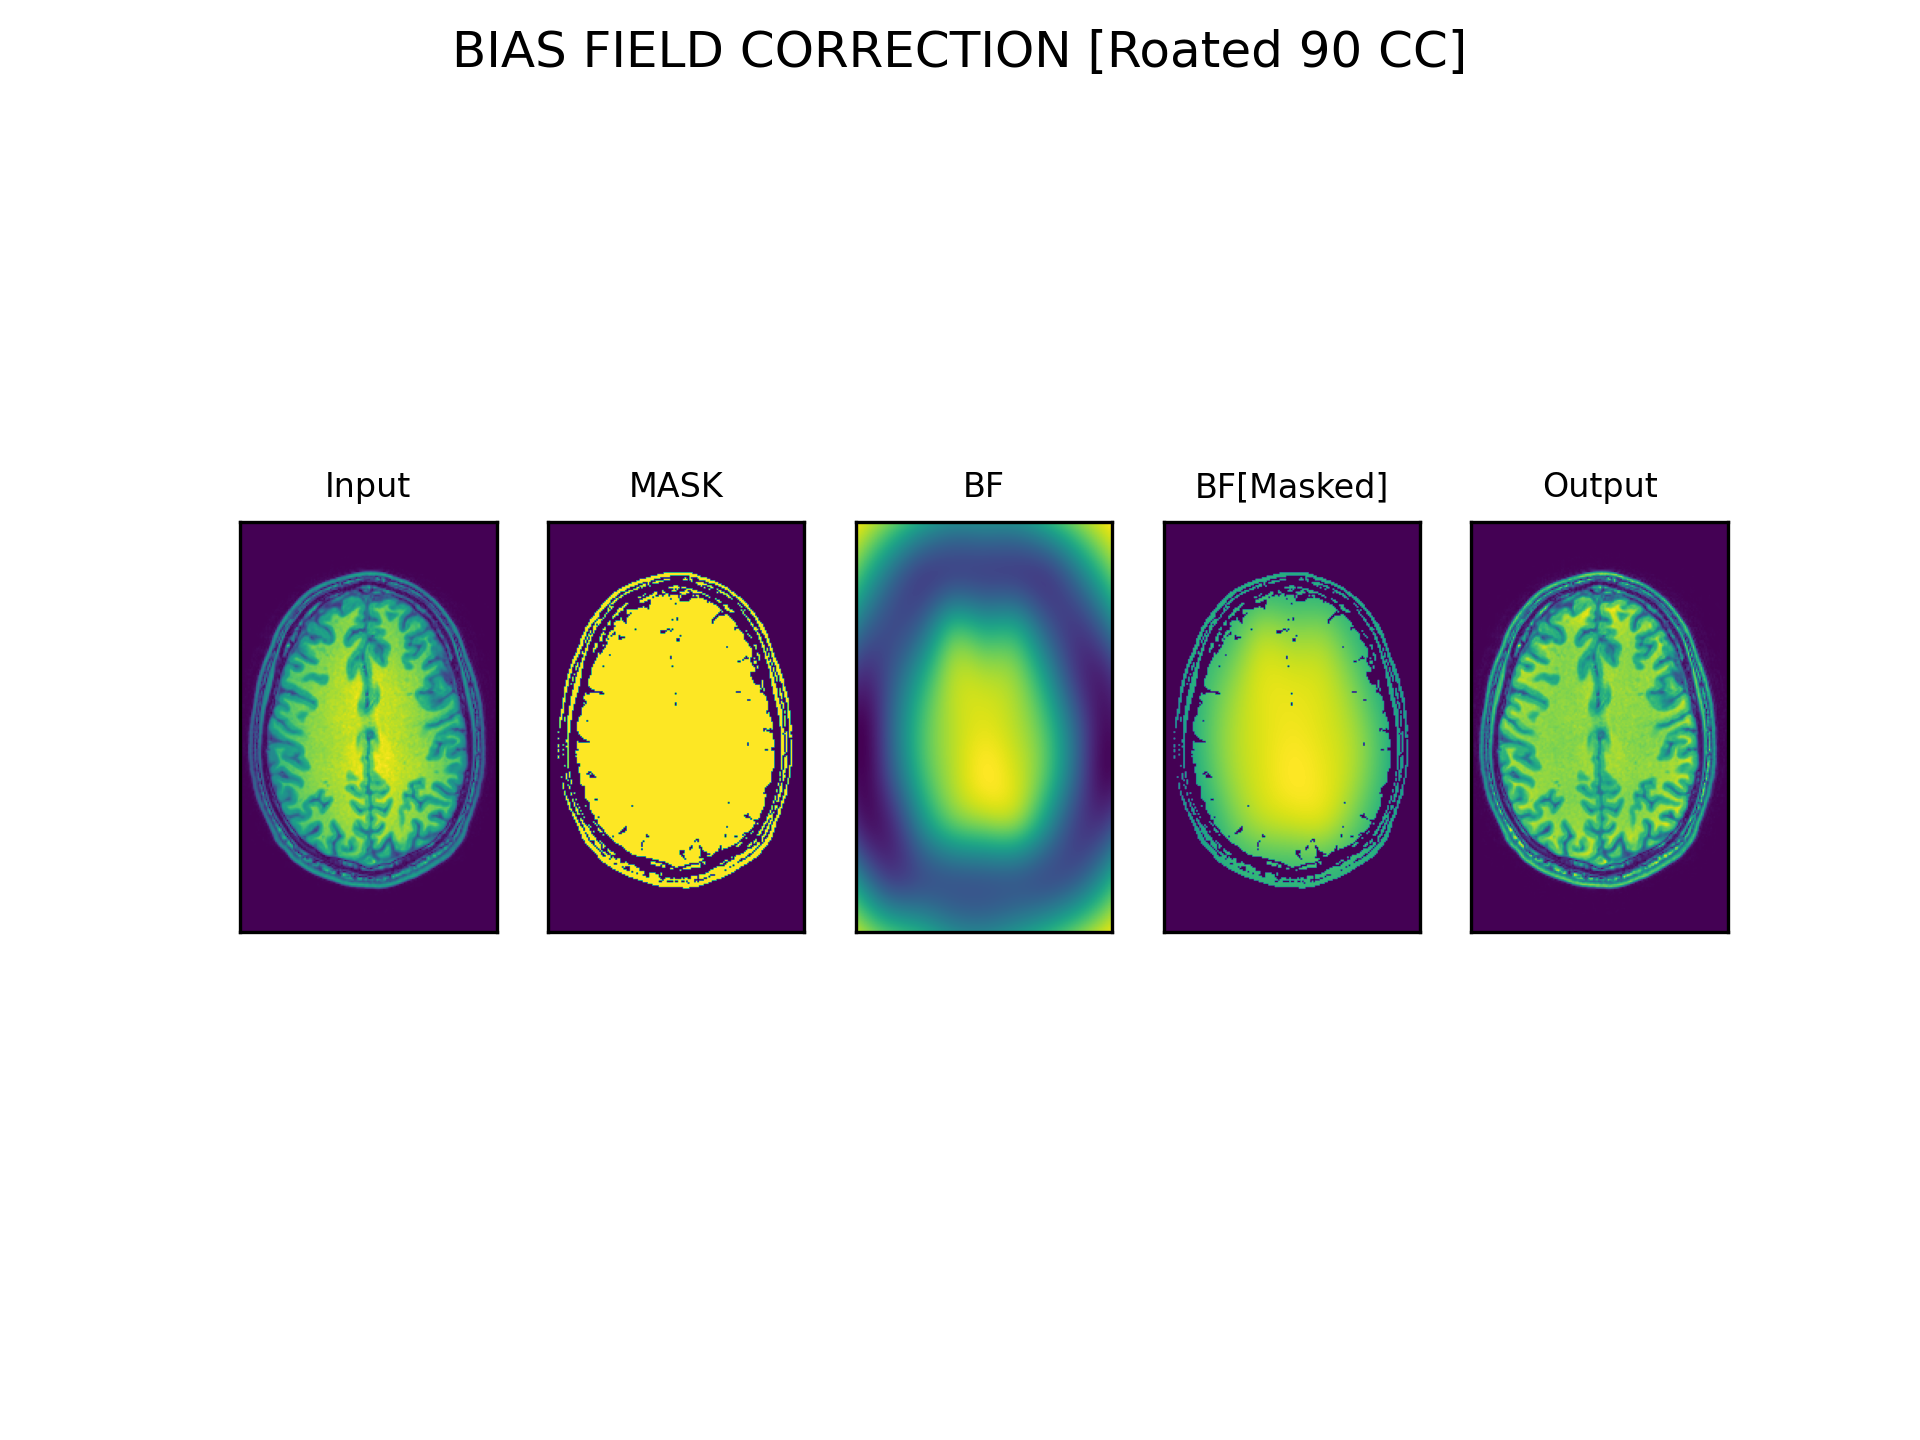 BIAS FIELD CORRECTION [Roated 90 CC]
Input
MASK
BF
BF[Masked]
Output